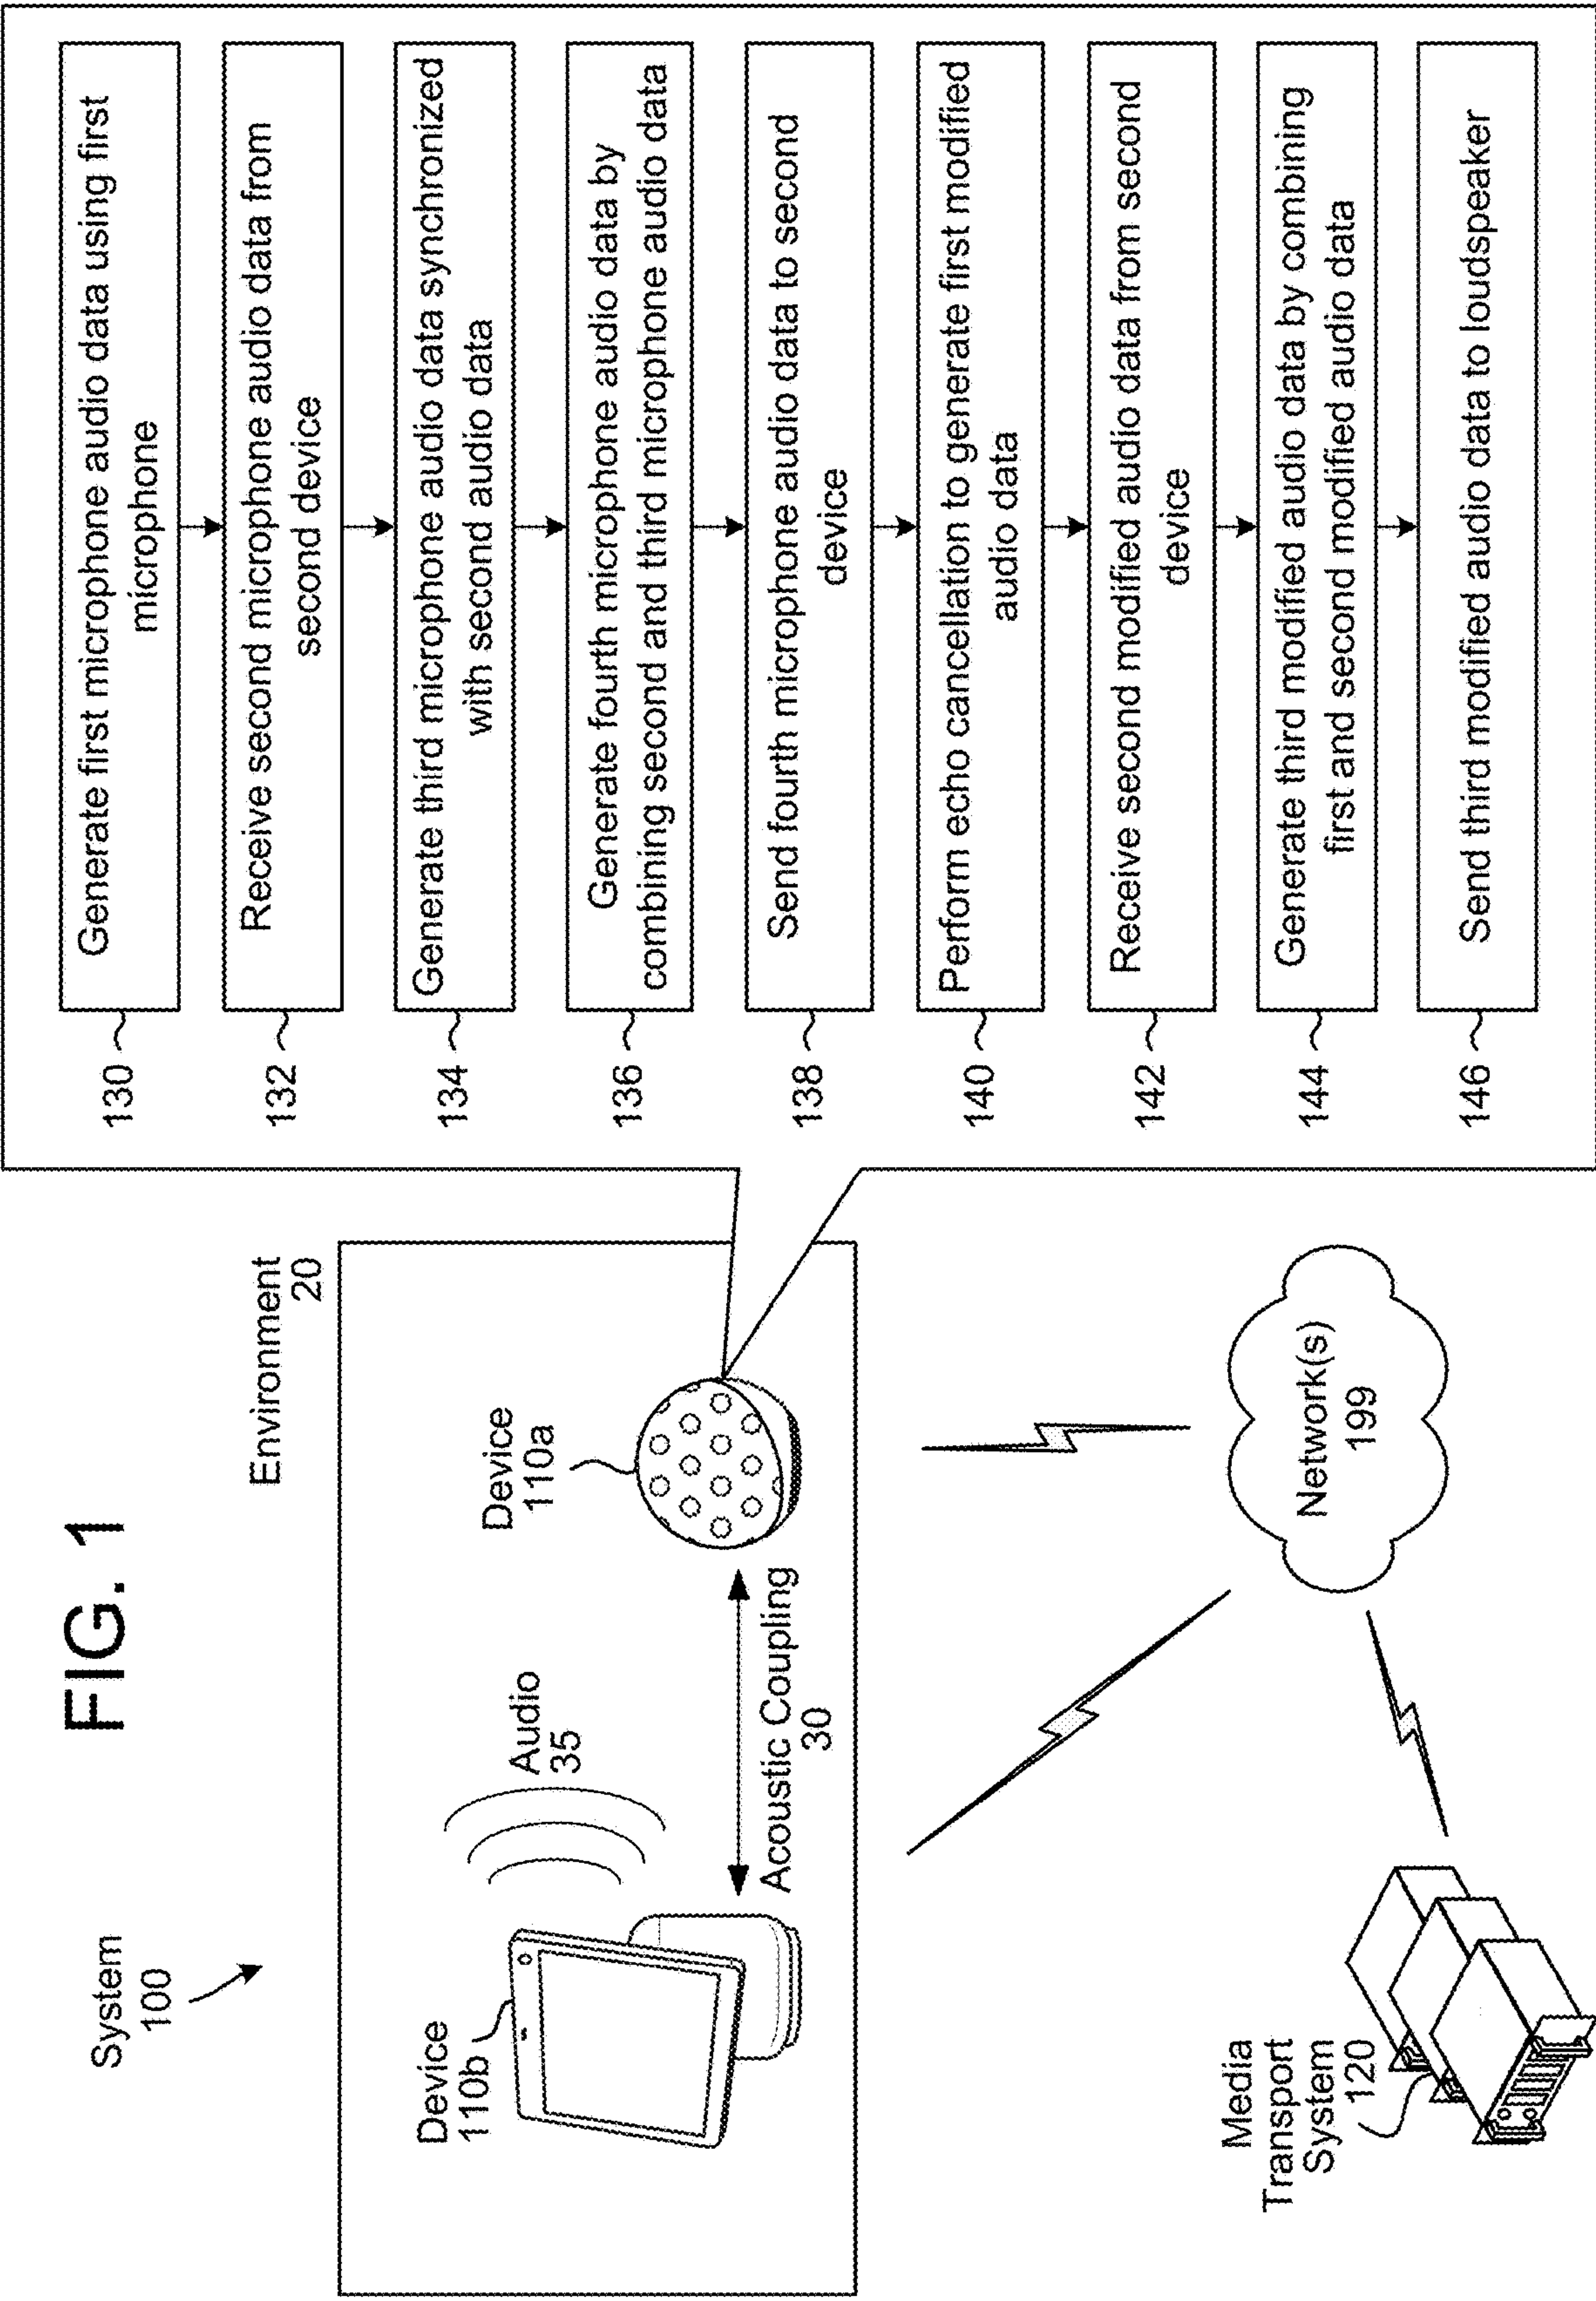 FIG. 1
System
100
Environment
20
Device
110b
Audio
35
Device
110a
Acoustic Coupling
30
Media
Transport
System
120
Network(s)
199
130
Generate first microphone audio data using first
microphone
132
Receive second microphone audio data from
second device
134
Generate third microphone audio data synchronized
with second audio data
136
Generate fourth microphone audio data by
combining second and third microphone audio data
138
Send fourth microphone audio data to second
device
140
Perform echo cancellation to generate first modified
audio data
142
Receive second modified audio data from second
device
144
Generate third modified audio data by combining
first and second modified audio data
146
Send third modified audio data to loudspeaker